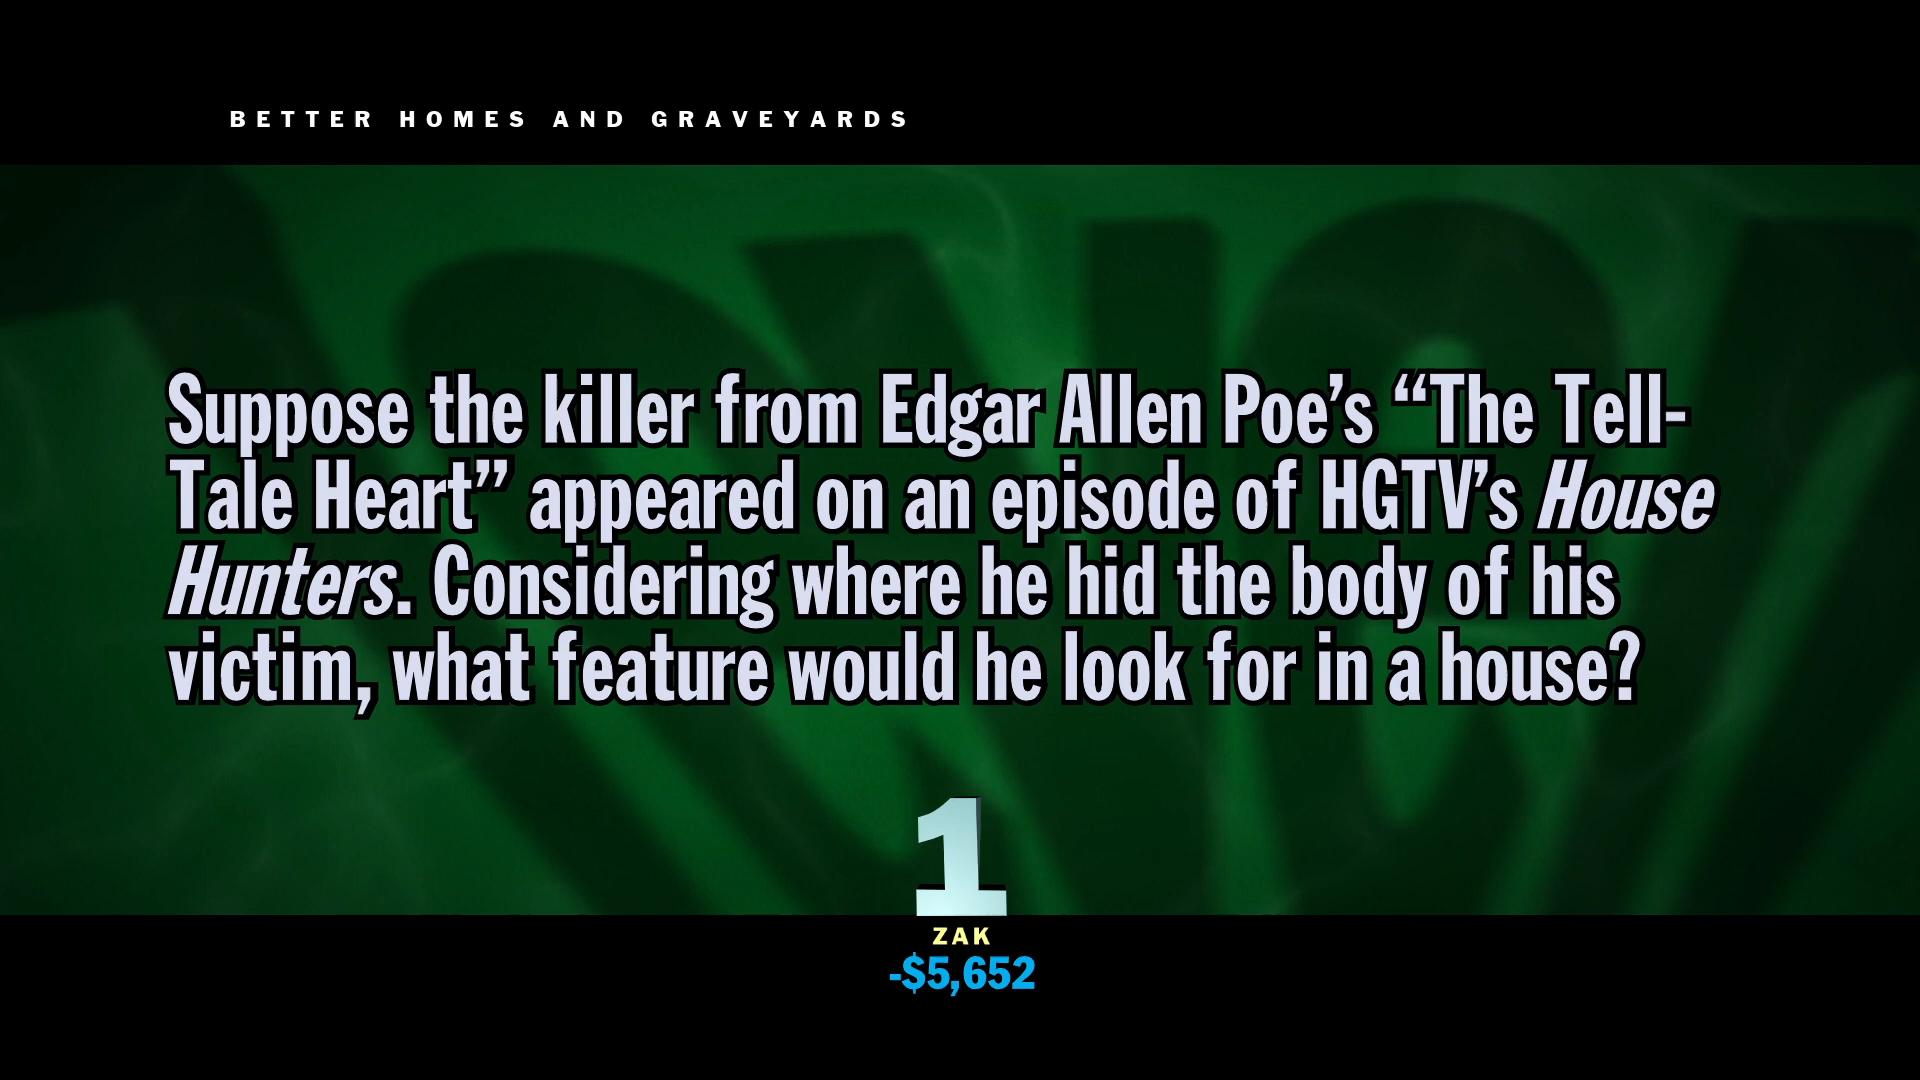 BETTER HOMES AND GRAVEYARDS
Suppose the killer from Edgar Allen Poe’s “The Tell-
Tale Heart” appeared on an episode of HGTV’s House
Hunters. Considering where he hid the body of his
victim, what feature would he look for in a house?
1
ZAK
-$5,652